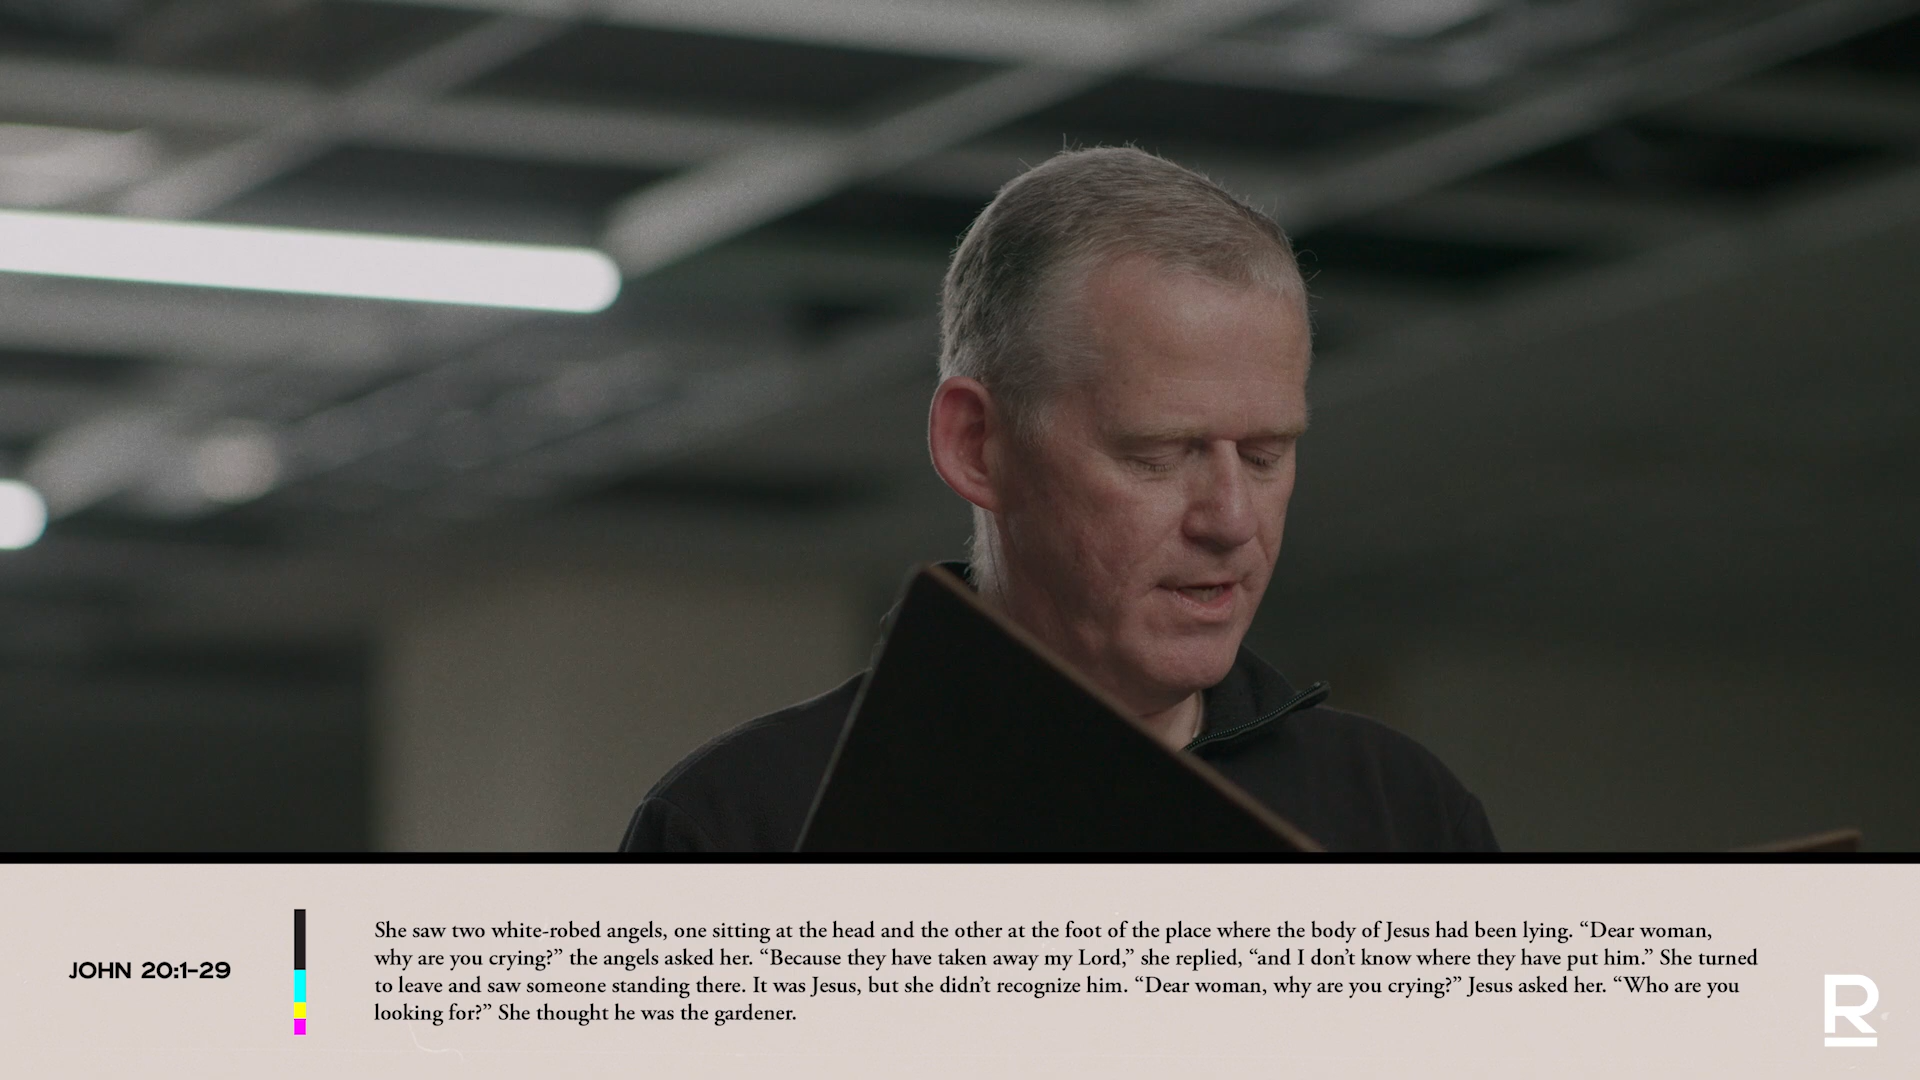 JOHN 20:1–29
She saw two white-robed angels, one sitting at the head and the other at the foot of the place where the body of Jesus had been lying. “Dear woman,
why are you crying?” the angels asked her. “Because they have taken away my Lord,” she replied, “and I don’t know where they have put him.” She turned
to leave and saw someone standing there. It was Jesus, but she didn’t recognize him. “Dear woman, why are you crying?” Jesus asked her. “Who are you
looking for?” She thought he was the gardener.
R